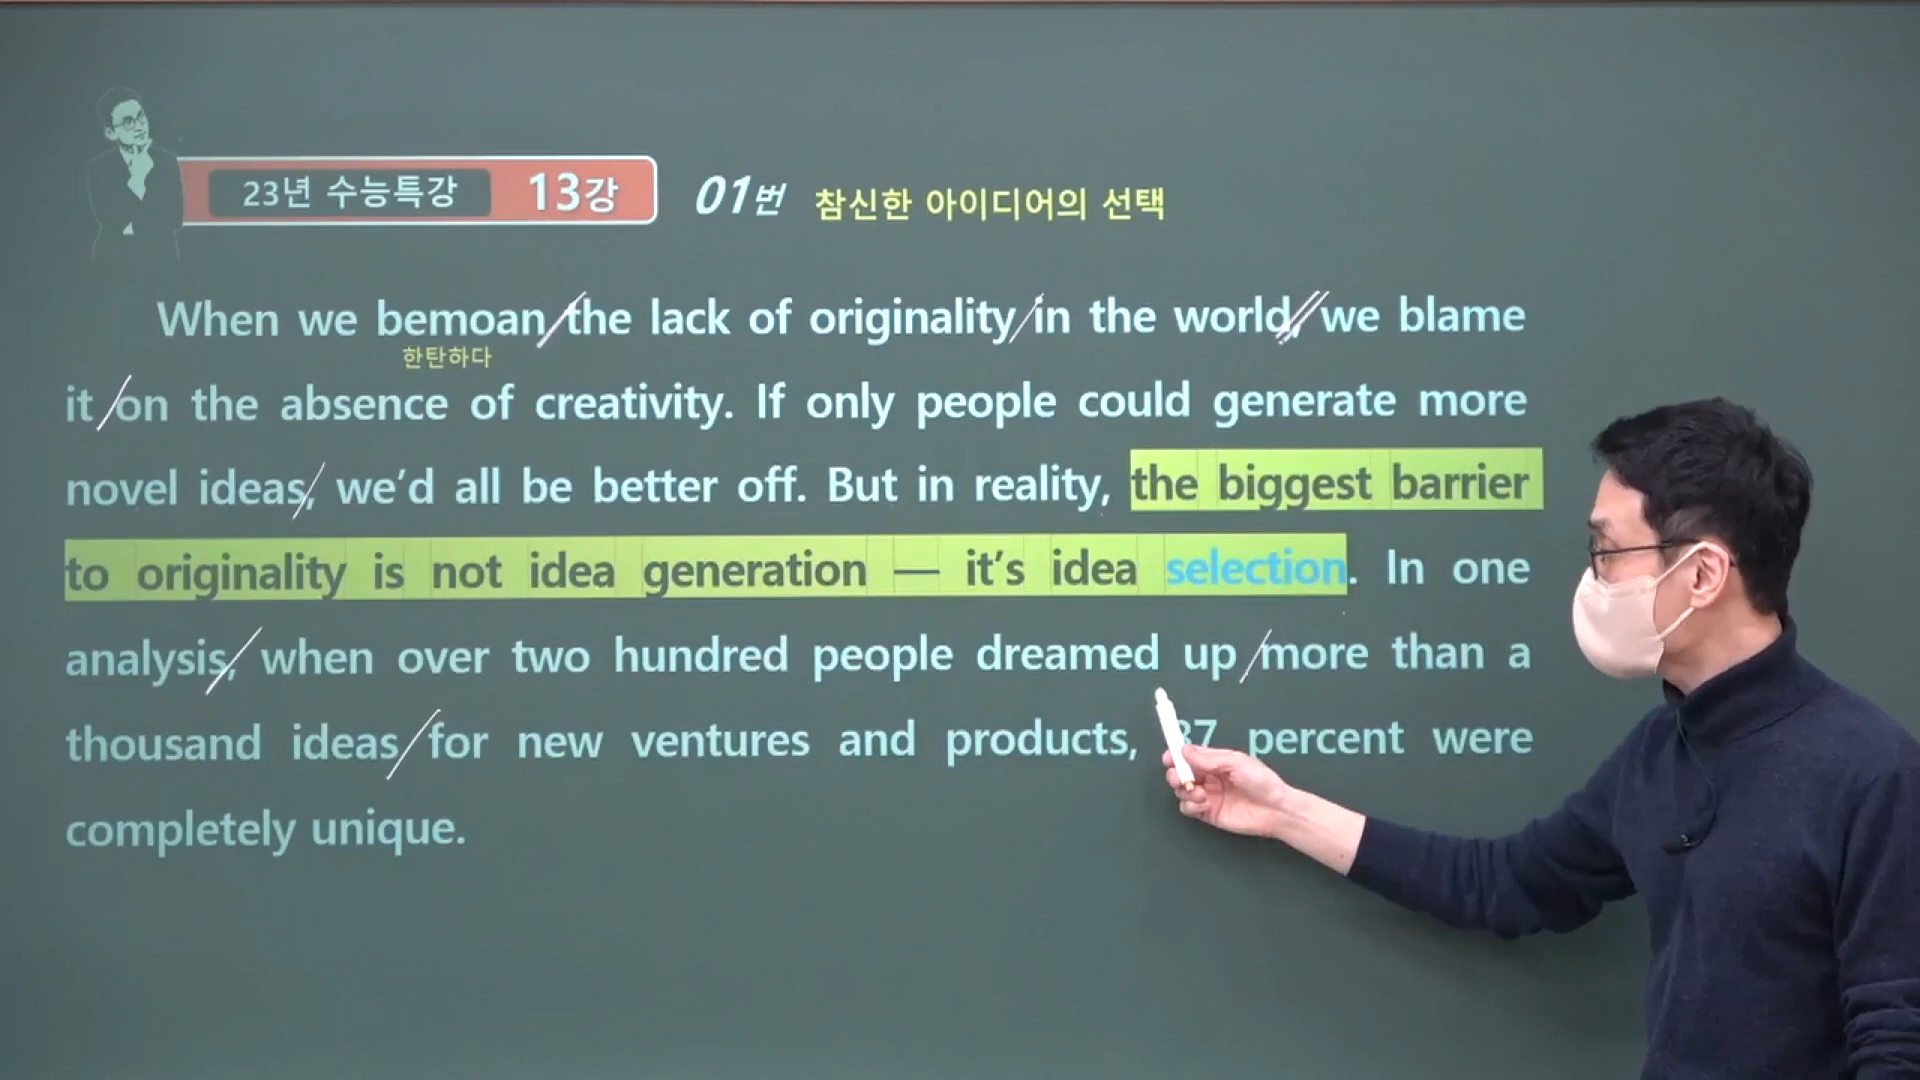 23년 수능특강 13강 01번 참신한 아이디어의 선택
When we bemoan the lack of originality in the world, we blame
한탄하다
it on the absence of creativity. If only people could generate more
novel ideas, we'd all be better off. But in reality, the biggest barrier
to originality is not idea generation — it's idea selection. In one
analysis, when over two hundred people dreamed up more than a
thousand ideas for new ventures and products, 87 percent were
completely unique.